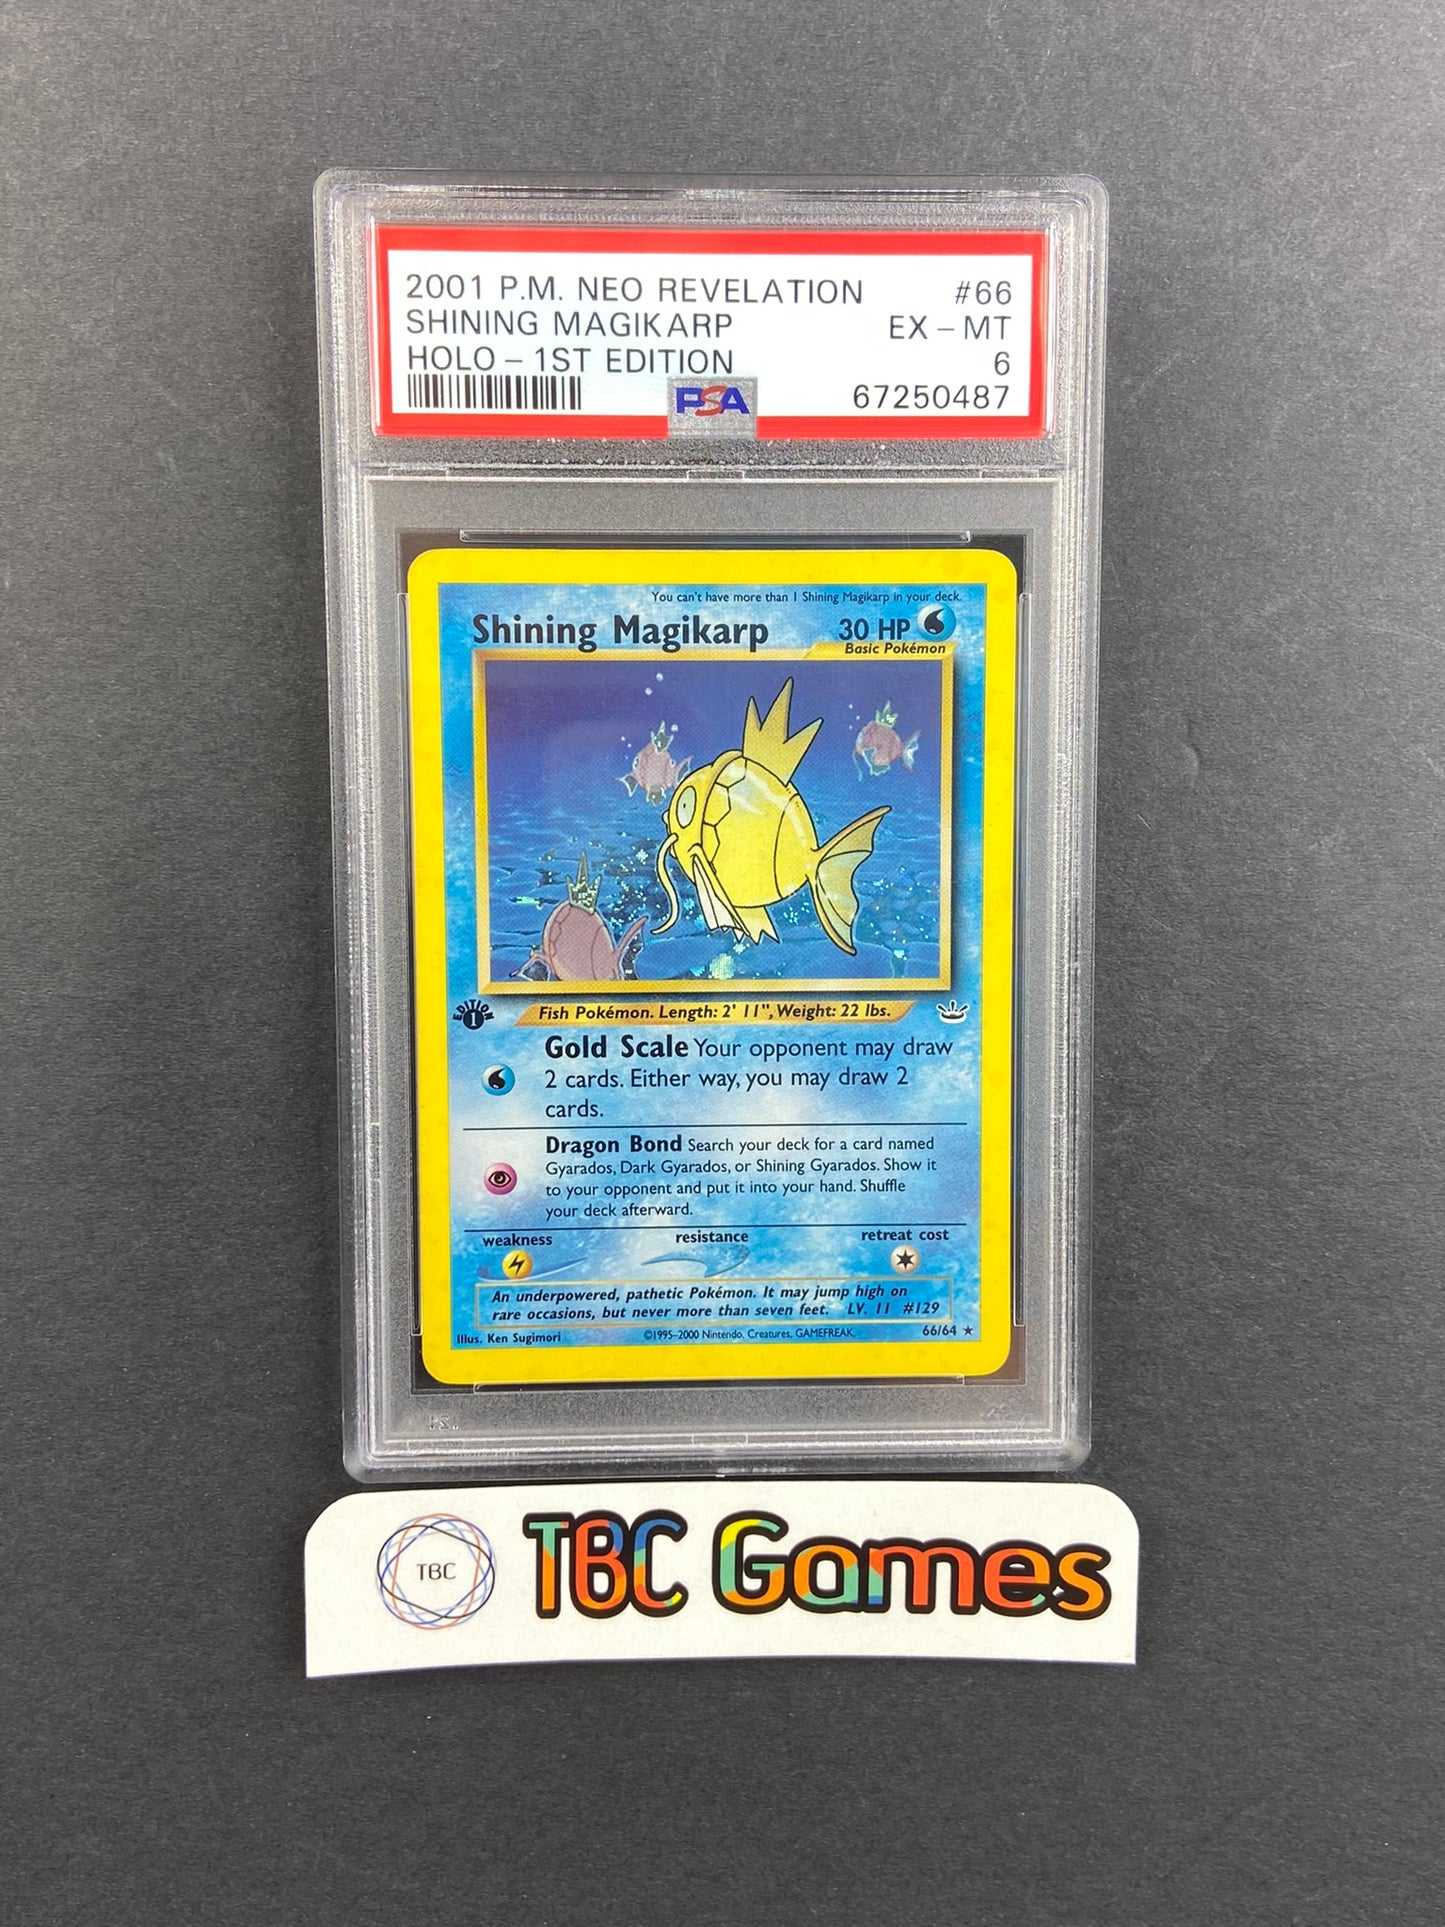 2001 P.M. NEO REVELATION #66
SHINING MAGIKARP EX - MT
HOLO - 1ST EDITION 6
PSA 67250487
You can't have more than 1 Shining Magikarp in your deck.
Shining Magikarp 30 HP
Basic Pokémon
EDITION 1
Fish Pokémon. Length: 2' 11", Weight: 22 lbs.
Gold Scale Your opponent may draw
2 cards. Either way, you may draw 2
cards.
Dragon Bond Search your deck for a card named
Gyarados, Dark Gyarados, or Shining Gyarados. Show it
to your opponent and put it into your hand. Shuffle
your deck afterward.
weakness resistance retreat cost
An underpowered, pathetic Pokémon. It may jump high on
rare occasions, but never more than seven feet. LV. 11 #129
Illus. Ken Sugimori ©1995-2000 Nintendo, Creatures, GAMEFREAK. 66/64 ★
TBC TBC Games